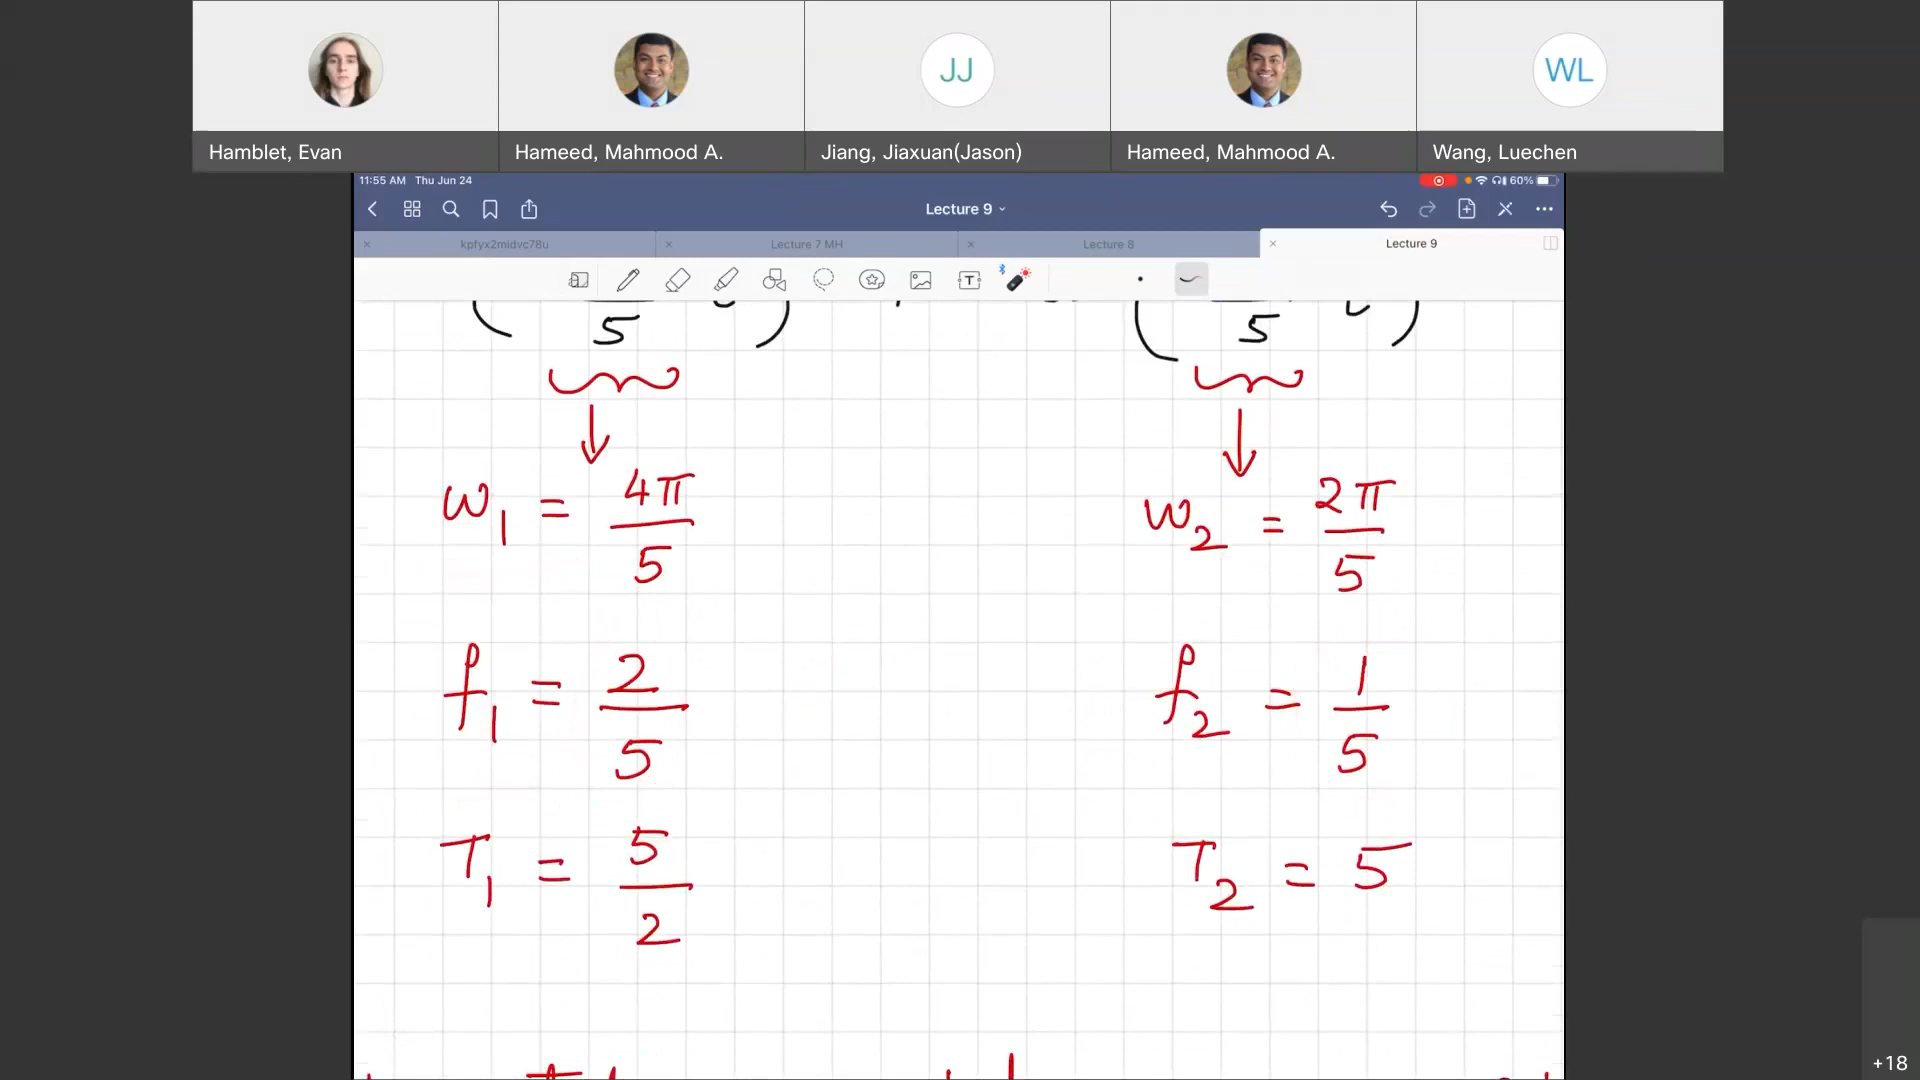 JJ
WL
Hamblet, Evan
Hameed, Mahmood A.
Jiang, Jiaxuan(Jason)
Hameed, Mahmood A.
Wang, Luechen
11:55 AM Thu Jun 24
60%
Lecture 9
kpfyx2midvc78u
Lecture 7 MH
Lecture 8
Lecture 9
5
5
ω₁ = 4π/5
ω₂ = 2π/5
f₁ = 2/5
f₂ = 1/5
T₁ = 5/2
T₂ = 5
+18